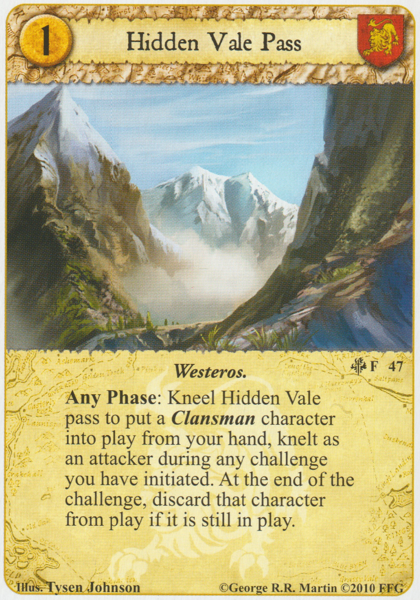 1
Hidden Vale Pass
Westeros.
F 47
Any Phase: Kneel Hidden Vale
pass to put a Clansman character
into play from your hand, knelt as
an attacker during any challenge
you have initiated. At the end of the
challenge, discard that character
from play if it is still in play.
Illus. Tysen Johnson ©George R.R. Martin ©2010 FFG